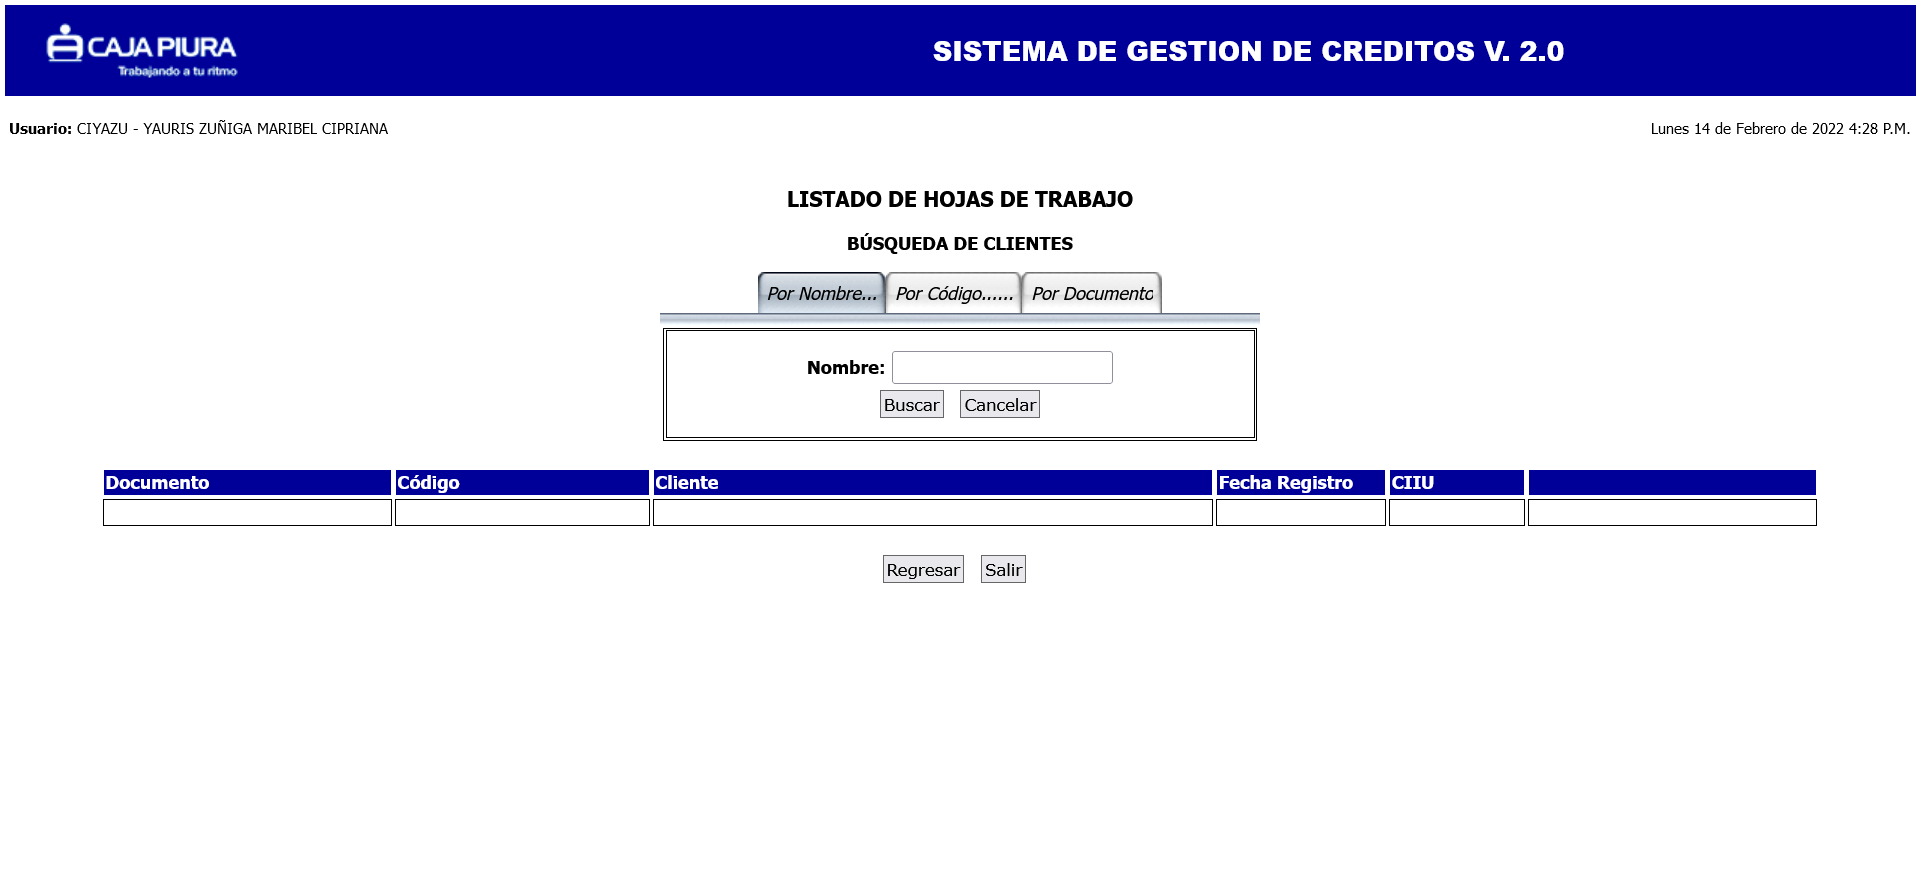 CAJA PIURA
Trabajando a tu ritmo
SISTEMA DE GESTION DE CREDITOS V. 2.0
Usuario: CIYAZU - YAURIS ZUÑIGA MARIBEL CIPRIANA
Lunes 14 de Febrero de 2022 4:28 P.M.
LISTADO DE HOJAS DE TRABAJO
BÚSQUEDA DE CLIENTES
Por Nombre... Por Código...... Por Documento
Nombre:
Buscar Cancelar
Documento Código Cliente Fecha Registro CIIU
Regresar Salir